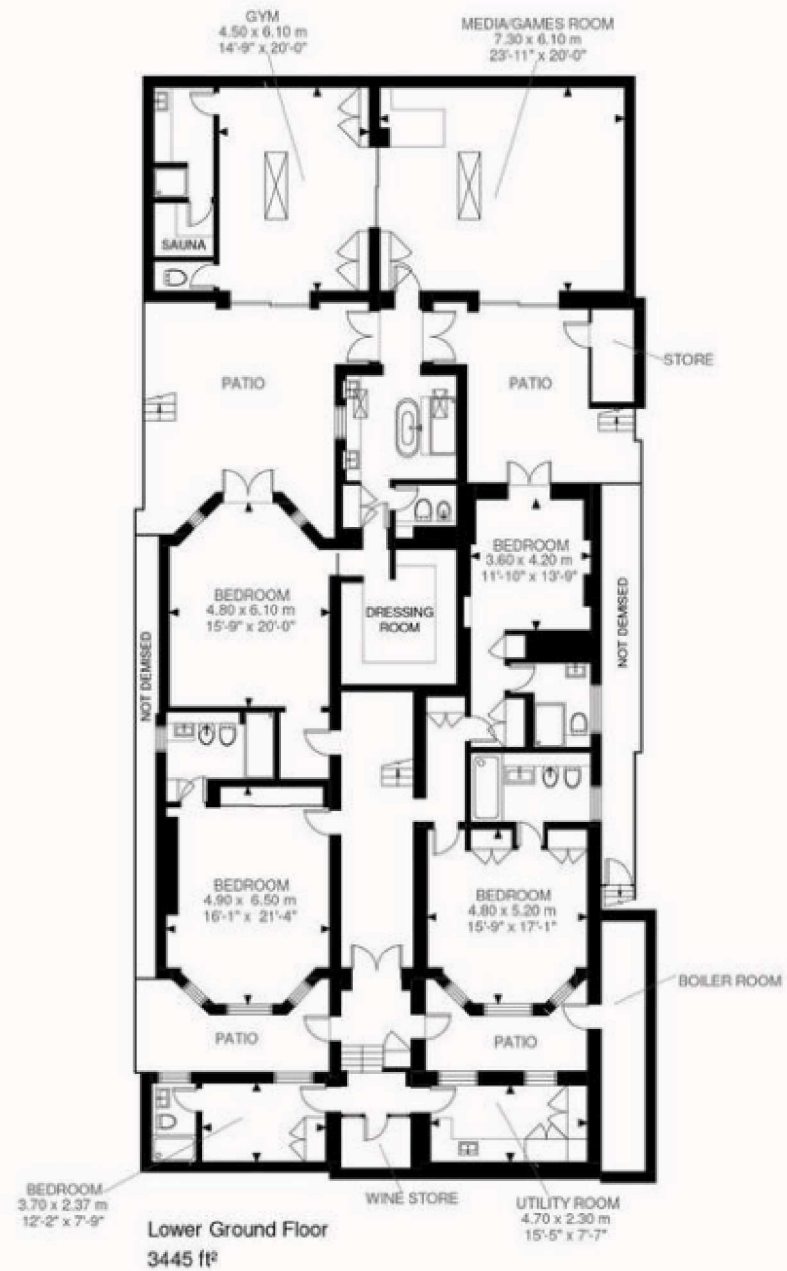 GYM
4.50 x 6.10 m
14'-9" x 20'-0"
MEDIA/GAMES ROOM
7.30 x 6.10 m
23'-11" x 20'-0"
SAUNA
PATIO
PATIO
STORE
BEDROOM
3.60 x 4.20 m
11'-10" x 13'-9"
BEDROOM
4.80 x 6.10 m
15'-9" x 20'-0"
DRESSING
ROOM
NOT DEMISED
NOT DEMISED
BEDROOM
4.90 x 6.50 m
16'-1" x 21'-4"
BEDROOM
4.80 x 5.20 m
15'-9" x 17'-1"
BOILER ROOM
PATIO
PATIO
BEDROOM
3.70 x 2.37 m
12'-2" x 7'-9"
WINE STORE
UTILITY ROOM
4.70 x 2.30 m
15'-5" x 7'-7"
Lower Ground Floor
3445 ft²